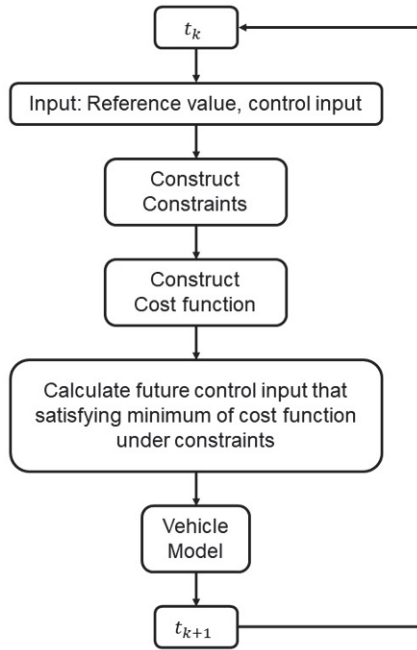 t_k
Input: Reference value, control input
Construct
Constraints
Construct
Cost function
Calculate future control input that
satisfying minimum of cost function
under constraints
Vehicle
Model
t_{k+1}